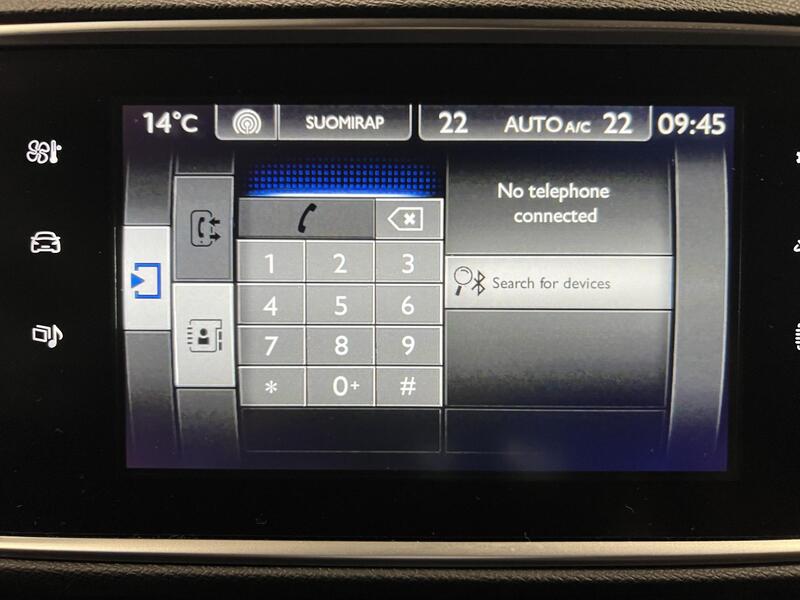 14°C SUOMIRAP 22 AUTO A/C 22 09:45
No telephone
connected
Search for devices
1 2 3
4 5 6
7 8 9
* 0+ #